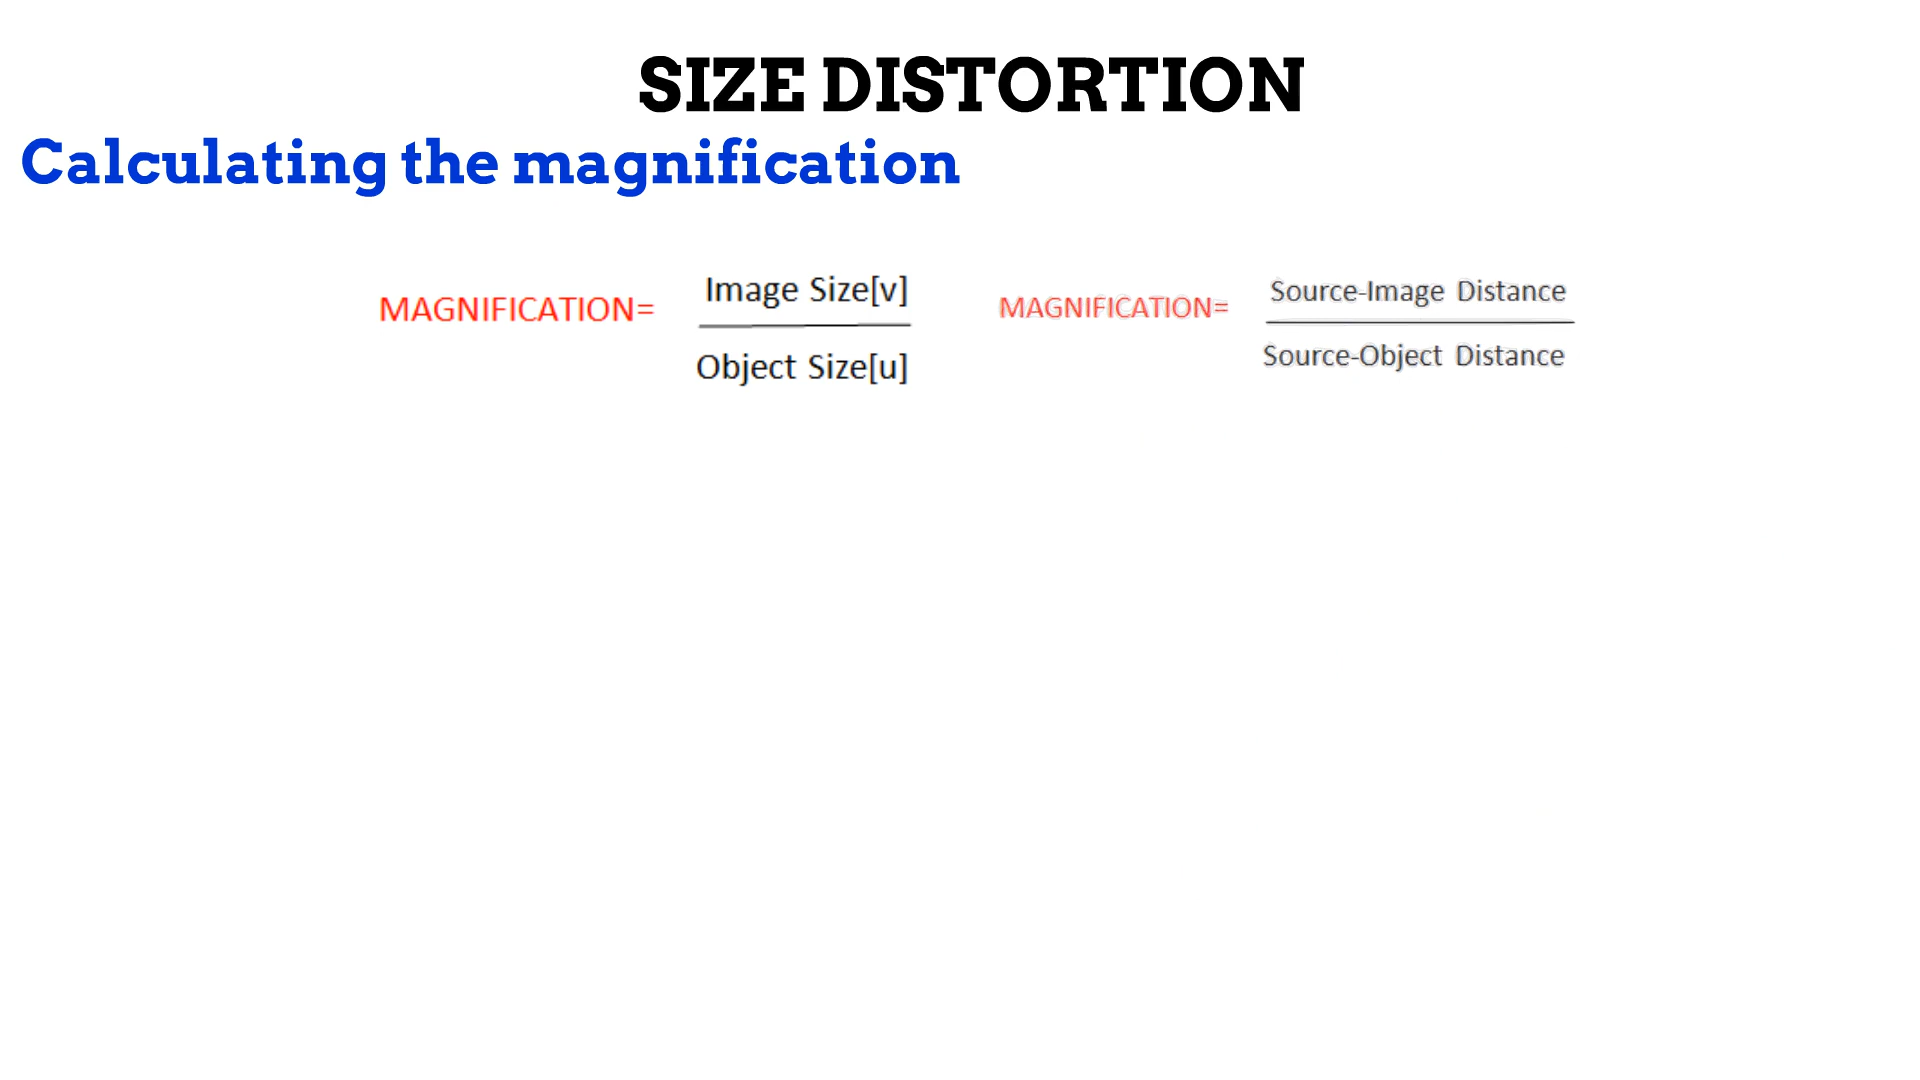 SIZE DISTORTION
Calculating the magnification
MAGNIFICATION=
Image Size[v]
Object Size[u]
MAGNIFICATION=
Source-Image Distance
Source-Object Distance